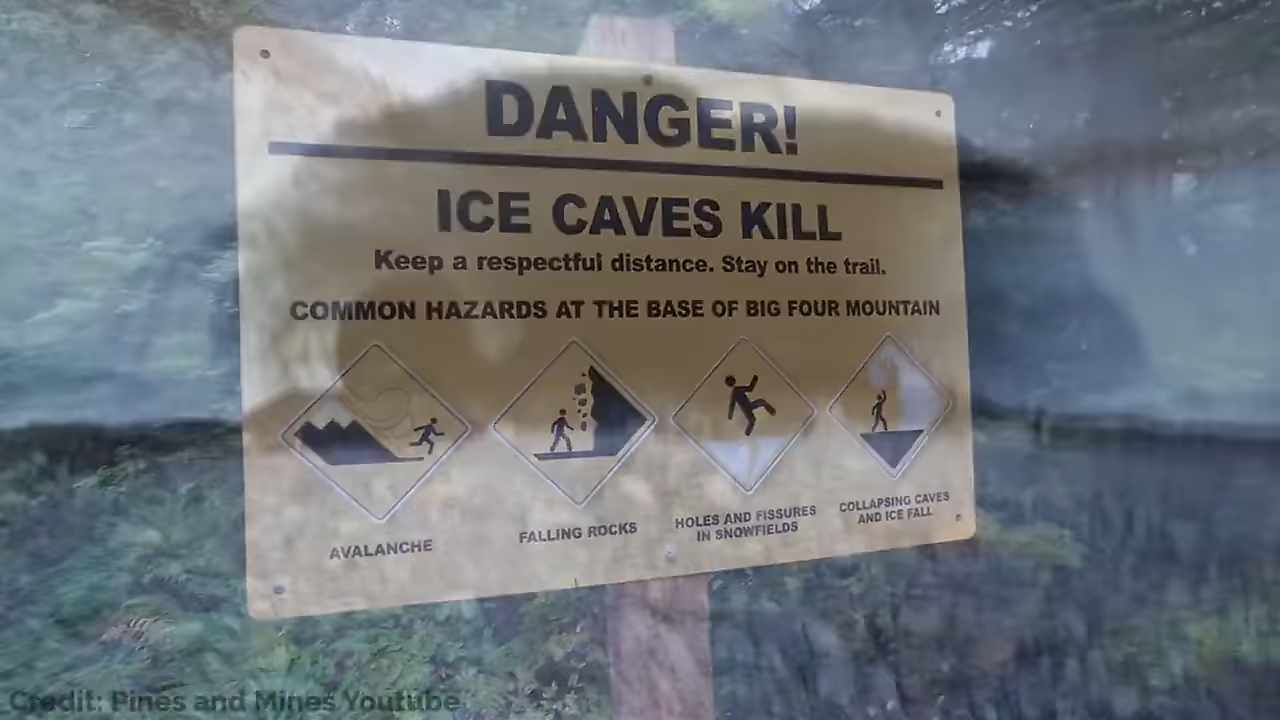 DANGER!
ICE CAVES KILL
Keep a respectful distance. Stay on the trail.
COMMON HAZARDS AT THE BASE OF BIG FOUR MOUNTAIN
AVALANCHE
FALLING ROCKS
HOLES AND FISSURES
IN SNOWFIELDS
COLLAPSING CAVES
AND ICE FALL
Credit: Pines and Mines Youtube